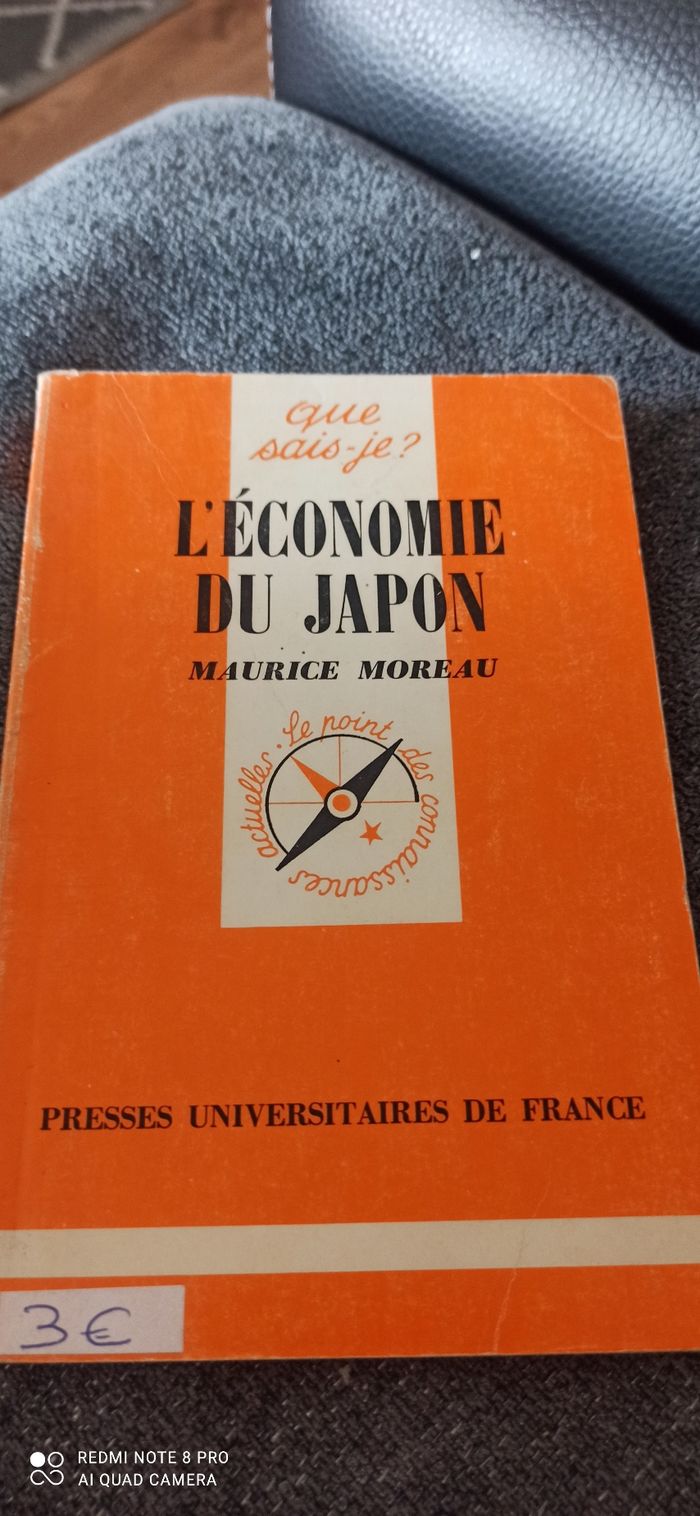 que
sais-je?
L'ÉCONOMIE
DU JAPON
MAURICE MOREAU
Le point des connaissances actuelles.
PRESSES UNIVERSITAIRES DE FRANCE
3€
REDMI NOTE 8 PRO
AI QUAD CAMERA